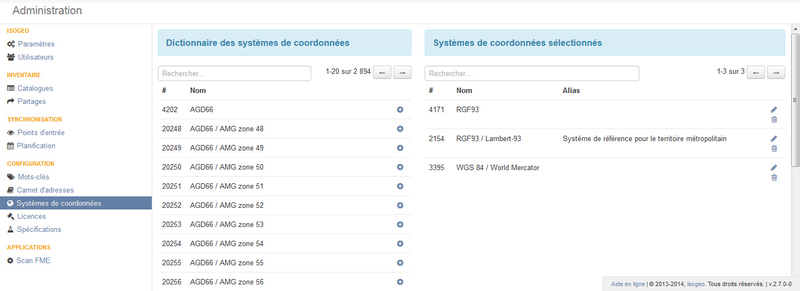 Administration
ISOGEO
Paramètres
Utilisateurs
INVENTAIRE
Catalogues
Partages
SYNCHRONISATION
Points d'entrée
Planification
CONFIGURATION
Mots-clés
Carnet d'adresses
Systèmes de coordonnées
Licences
Spécifications
APPLICATIONS
Scan FME
Dictionnaire des systèmes de coordonnées
Rechercher... 1-20 sur 2 894 ← →
# Nom
4202 AGD66
20248 AGD66 / AMG zone 48
20249 AGD66 / AMG zone 49
20250 AGD66 / AMG zone 50
20251 AGD66 / AMG zone 51
20252 AGD66 / AMG zone 52
20253 AGD66 / AMG zone 53
20254 AGD66 / AMG zone 54
20255 AGD66 / AMG zone 55
20256 AGD66 / AMG zone 56
Systèmes de coordonnées sélectionnés
Rechercher... 1-3 sur 3 ← →
# Nom Alias
4171 RGF93
2154 RGF93 / Lambert-93 Système de référence pour le territoire métropolitain
3395 WGS 84 / World Mercator
Aide en ligne | © 2013-2014, Isogeo. Tous droits réservés. | v.2.7.0-0